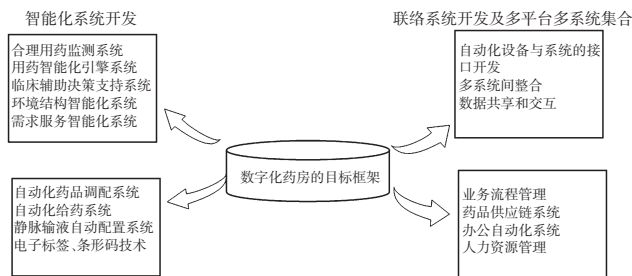 智能化系统开发
合理用药监测系统
用药智能化引擎系统
临床辅助决策支持系统
环境结构智能化系统
需求服务智能化系统
联络系统开发及多平台多系统集合
自动化设备与系统的接
口开发
多系统间整合
数据共享和交互
数字化药房的目标框架
自动化药品调配系统
自动化给药系统
静脉输液自动配置系统
电子标签、条形码技术
业务流程管理
药品供应链系统
办公自动化系统
人力资源管理